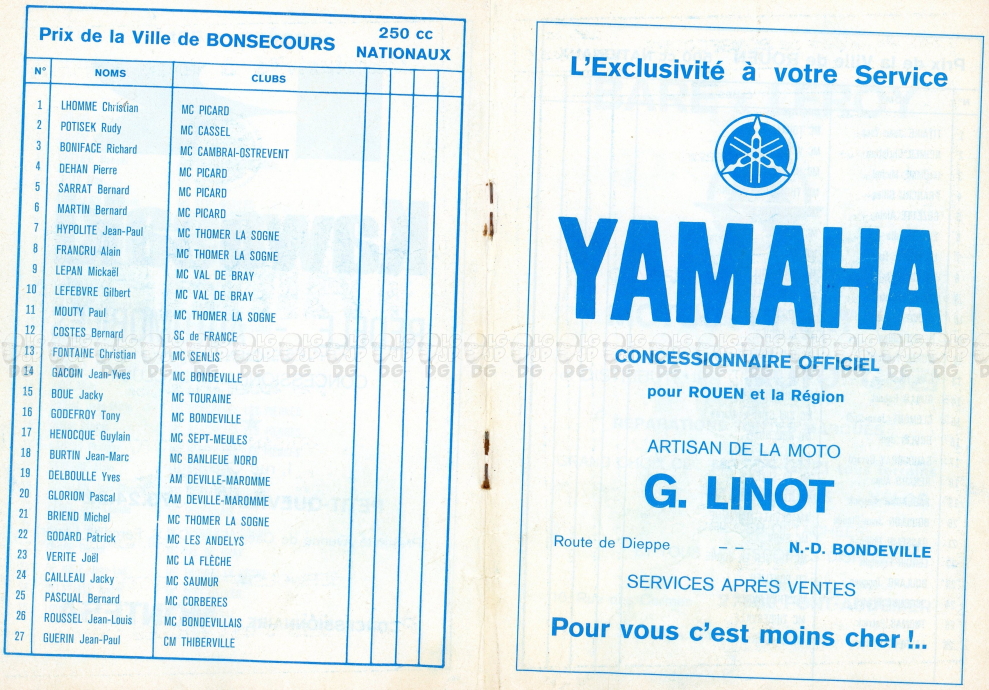 Prix de la Ville de BONSECOURS 250 cc NATIONAUX
N° NOMS CLUBS
1 LHOMME Christian MC PICARD
2 POTISEK Rudy MC CASSEL
3 BONIFACE Richard MC CAMBRAI-OSTREVENT
4 DEHAN Pierre MC PICARD
5 SARRAT Bernard MC PICARD
6 MARTIN Bernard MC PICARD
7 HYPOLITE Jean-Paul MC THOMER LA SOGNE
8 FRANCRU Alain MC THOMER LA SOGNE
9 LEPAN Mickaël MC VAL DE BRAY
10 LEFEBVRE Gilbert MC VAL DE BRAY
11 MOUTY Paul MC THOMER LA SOGNE
12 COSTES Bernard SC de FRANCE
13 FONTAINE Christian MC SENLIS
14 GACOIN Jean-Yves MC BONDEVILLE
15 BOUE Jacky MC TOURAINE
16 GODEFROY Tony MC BONDEVILLE
17 HENOCQUE Guylain MC SEPT-MEULES
18 BURTIN Jean-Marc MC BANLIEUE NORD
19 DELBOULLE Yves AM DEVILLE-MAROMME
20 GLORION Pascal AM DEVILLE-MAROMME
21 BRIEND Michel MC THOMER LA SOGNE
22 GODARD Patrick MC LES ANDELYS
23 VERITE Joël MC LA FLÈCHE
24 CAILLEAU Jacky MC SAUMUR
25 PASCUAL Bernard MC CORBERES
26 ROUSSEL Jean-Louis MC BONDEVILLAIS
27 GUERIN Jean-Paul CM THIBERVILLE
L'Exclusivité à votre Service
YAMAHA
CONCESSIONNAIRE OFFICIEL
pour ROUEN et la Région
ARTISAN DE LA MOTO
G. LINOT
Route de Dieppe – – N.-D. BONDEVILLE
SERVICES APRÈS VENTES
Pour vous c'est moins cher !..